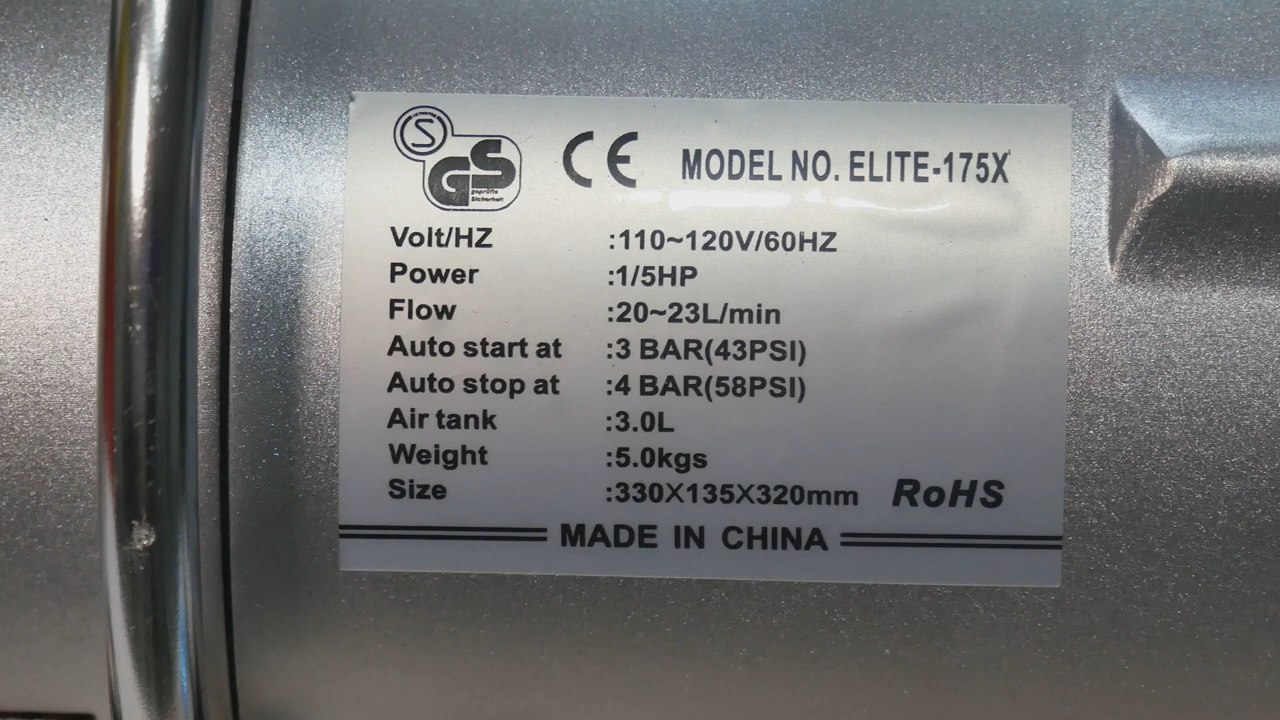 S
GS
geprüfte
Sicherheit
CE MODEL NO. ELITE-175X
Volt/HZ :110~120V/60HZ
Power :1/5HP
Flow :20~23L/min
Auto start at :3 BAR(43PSI)
Auto stop at :4 BAR(58PSI)
Air tank :3.0L
Weight :5.0kgs
Size :330X135X320mm RoHS
MADE IN CHINA